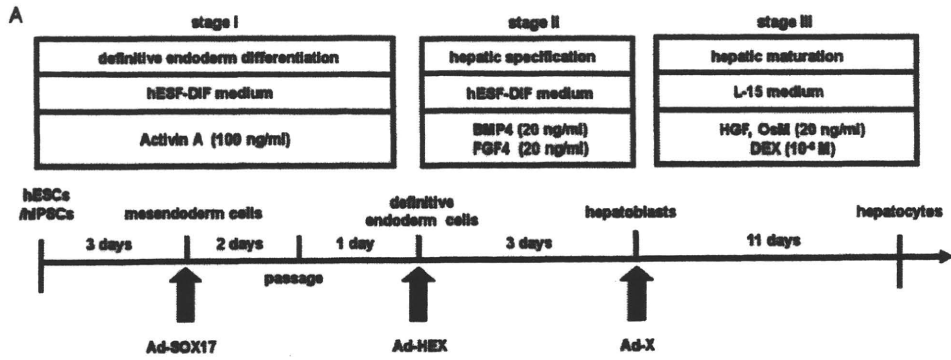 A
stage i
stage ii
stage iii
definitive endoderm differentiation
hepatic specification
hepatic maturation
hESF-DIF medium
hESF-DIF medium
L-15 medium
Activin A (100 ng/ml)
BMP4 (20 ng/ml)
FGF4 (20 ng/ml)
HGF, OsM (20 ng/ml)
DEX (10⁻⁶ M)
hESCs
/hiPSCs
mesendoderm cells
definitive
endoderm cells
hepatoblasts
hepatocytes
3 days
2 days
1 day
3 days
11 days
passage
Ad-SOX17
Ad-HEX
Ad-X